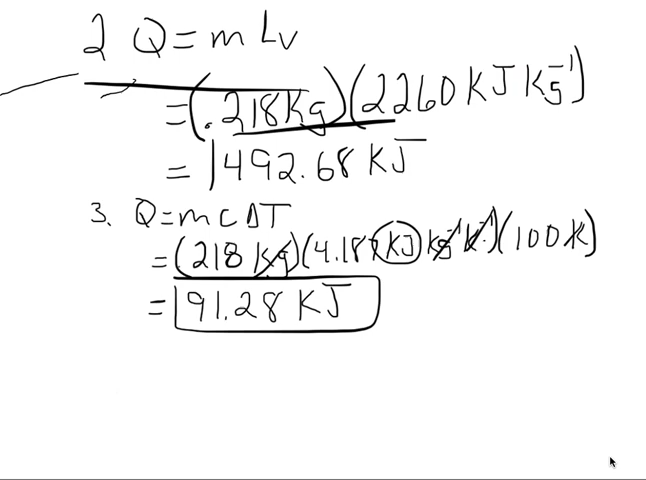 2 Q = m Lv
= (.218 Kg)(2260 KJ Kg⁻¹)
= 492.68 KJ
3. Q = m c Δ T
= (218 Kg)(4.187 KJ Kg⁻¹ K⁻¹)(100 K)
= 91.28 KJ